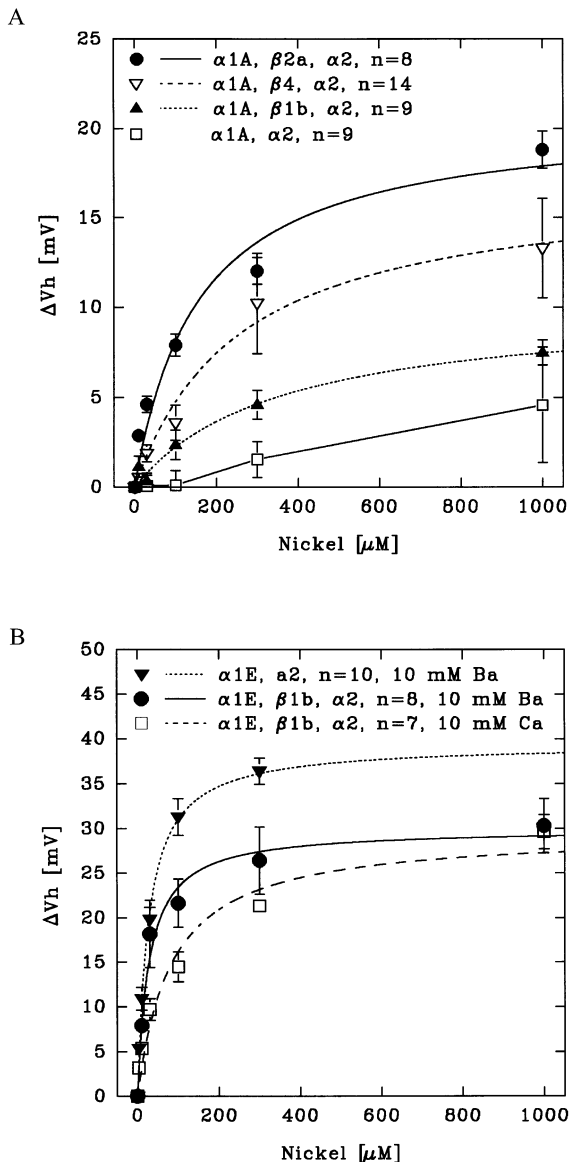 A
25
20
15
10
5
0
ΔVh [mV]
α1A, β2a, α2, n=8
α1A, β4, α2, n=14
α1A, β1b, α2, n=9
α1A, α2, n=9
0 200 400 600 800 1000
Nickel [μM]
B
50
45
40
35
30
25
20
15
10
5
0
ΔVh [mV]
α1E, a2, n=10, 10 mM Ba
α1E, β1b, α2, n=8, 10 mM Ba
α1E, β1b, α2, n=7, 10 mM Ca
0 200 400 600 800 1000
Nickel [μM]